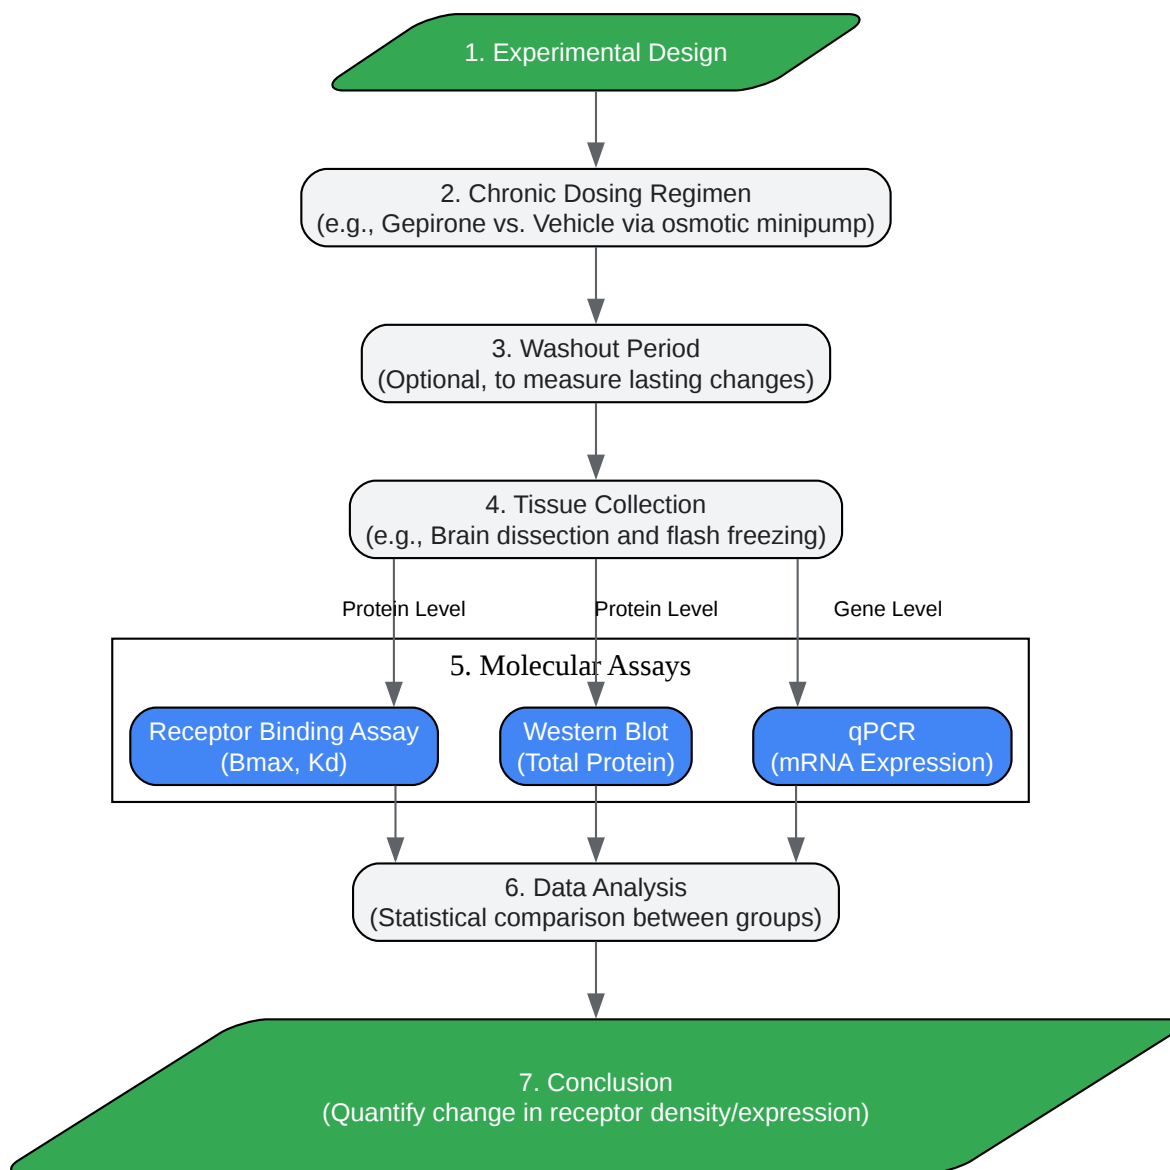 1. Experimental Design
2. Chronic Dosing Regimen
(e.g., Gepirone vs. Vehicle via osmotic minipump)
3. Washout Period
(Optional, to measure lasting changes)
4. Tissue Collection
(e.g., Brain dissection and flash freezing)
Protein Level
Protein Level
Gene Level
5. Molecular Assays
Receptor Binding Assay
(Bmax, Kd)
Western Blot
(Total Protein)
qPCR
(mRNA Expression)
6. Data Analysis
(Statistical comparison between groups)
7. Conclusion
(Quantify change in receptor density/expression)